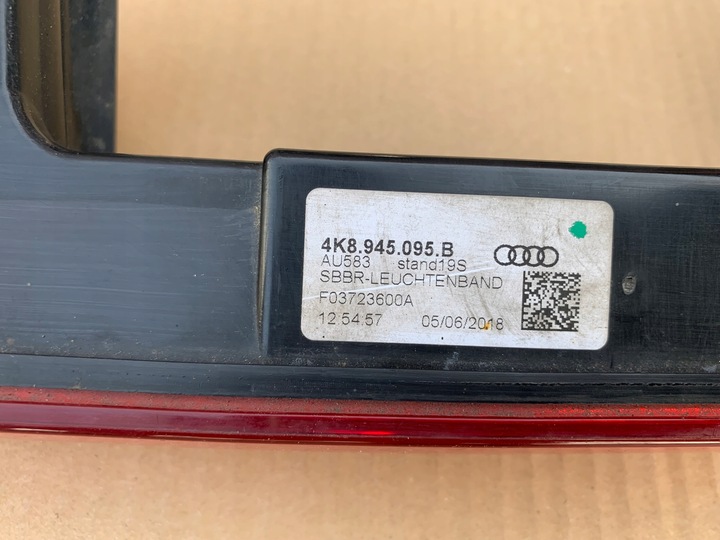 4K8.945.095.B
AU583 stand19S
SBBR-LEUCHTENBAND
F03723600A
12:54:57 05/06/2018